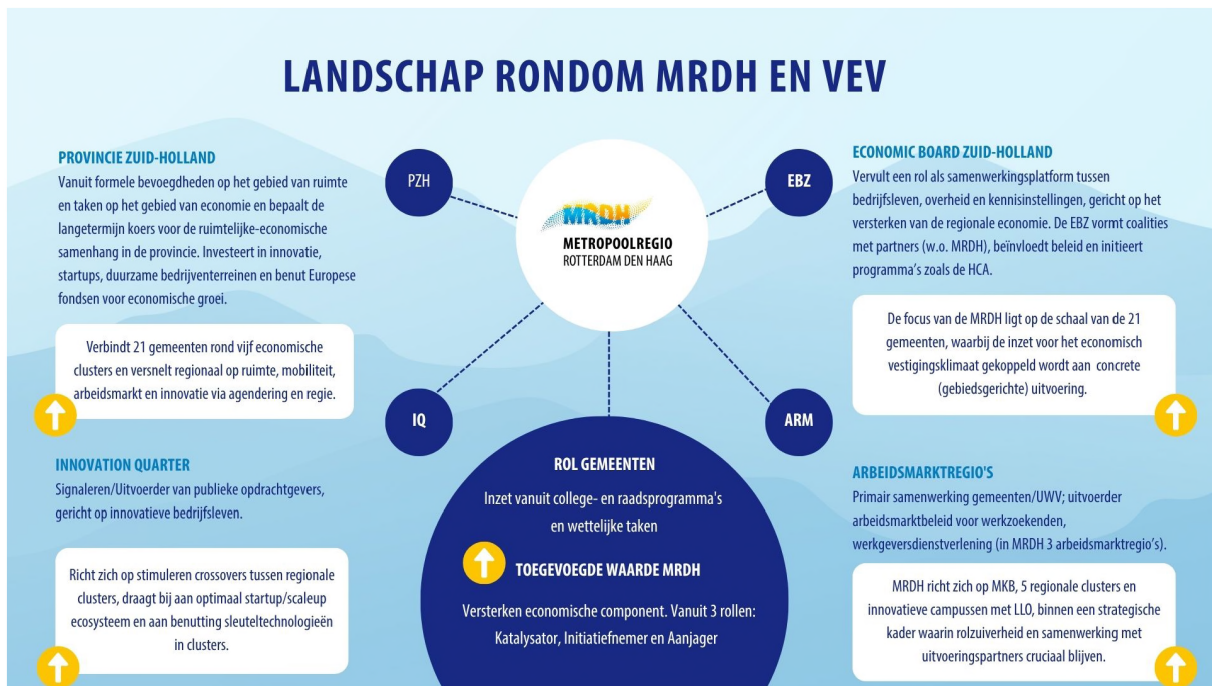 LANDSCHAP RONDOM MRDH EN VEV
PROVINCIE ZUID-HOLLAND
Vanuit formele bevoegdheden op het gebied van ruimte
en taken op het gebied van economie en bepaalt de
langetermijn koers voor de ruimtelijke-economische
samenhang in de provincie. Investeert in innovatie,
startups, duurzame bedrijventerreinen en benut Europese
fondsen voor economische groei.
Verbindt 21 gemeenten rond vijf economische
clusters en versnelt regionaal op ruimte, mobiliteit,
arbeidsmarkt en innovatie via agendering en regie.
INNOVATION QUARTER
Signaleren/Uitvoerder van publieke opdrachtgevers,
gericht op innovatieve bedrijfsleven.
Richt zich op stimuleren crossovers tussen regionale
clusters, draagt bij aan optimaal startup/scaleup
ecosysteem en aan benutting sleuteltechnologieën
in clusters.
PZH
MRDH
METROPOOLREGIO
ROTTERDAM DEN HAAG
EBZ
IQ
ARM
ROL GEMEENTEN
Inzet vanuit college- en raadsprogramma's
en wettelijke taken
TOEGEVOEGDE WAARDE MRDH
Versterken economische component. Vanuit 3 rollen:
Katalysator, Initiatiefnemer en Aanjager
ECONOMIC BOARD ZUID-HOLLAND
Vervult een rol als samenwerkingsplatform tussen
bedrijfsleven, overheid en kennisinstellingen, gericht op het
versterken van de regionale economie. De EBZ vormt coalities
met partners (w.o. MRDH), beïnvloedt beleid en initieert
programma's zoals de HCA.
De focus van de MRDH ligt op de schaal van de 21
gemeenten, waarbij de inzet voor het economisch
vestigingsklimaat gekoppeld wordt aan concrete
(gebiedsgerichte) uitvoering.
ARBEIDSMARKTREGIO'S
Primair samenwerking gemeenten/UWV; uitvoerder
arbeidsmarktbeleid voor werkzoekenden,
werkgeversdienstverlening (in MRDH 3 arbeidsmarktregio's).
MRDH richt zich op MKB, 5 regionale clusters en
innovatieve campussen met LLO, binnen een strategische
kader waarin rolzuiverheid en samenwerking met
uitvoeringspartners cruciaal blijven.